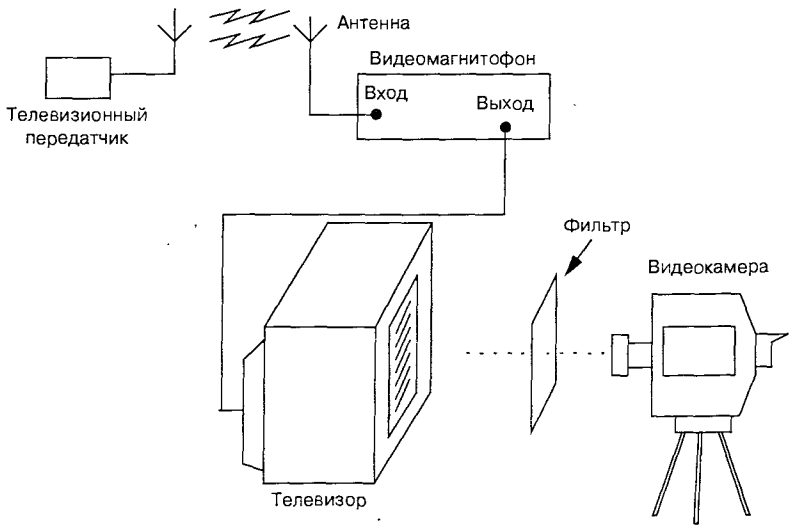 Антенна
Видеомагнитофон
Вход
Выход
Телевизионный
передатчик
Фильтр
Видеокамера
Телевизор